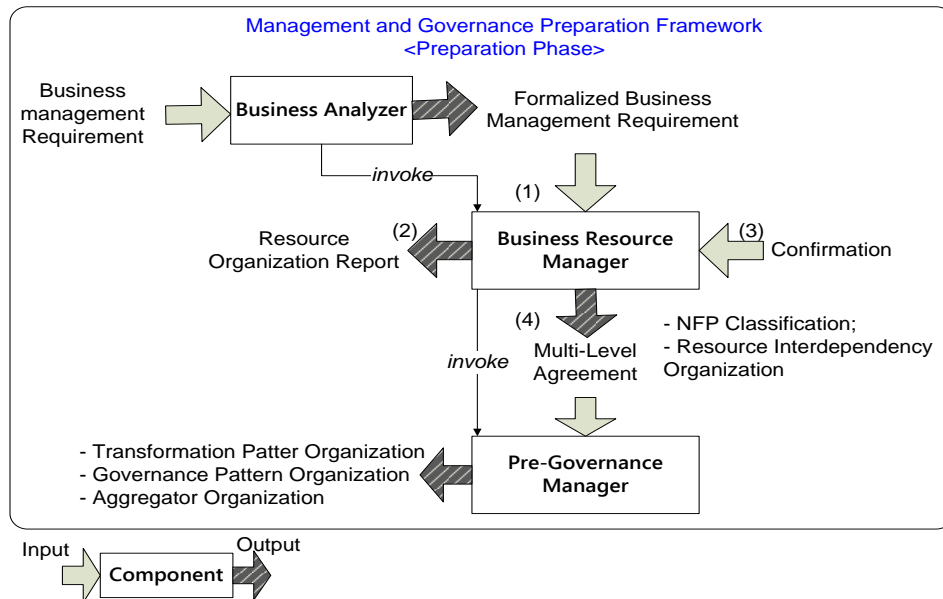 Management and Governance Preparation Framework
<Preparation Phase>
Business
management
Requirement
Business Analyzer
Formalized Business
Management Requirement
invoke
(1)
(2)
Resource
Organization Report
Business Resource
Manager
(3)
Confirmation
(4)
Multi-Level
Agreement
- NFP Classification;
- Resource Interdependency
Organization
invoke
- Transformation Patter Organization
- Governance Pattern Organization
- Aggregator Organization
Pre-Governance
Manager
Input
Component
Output